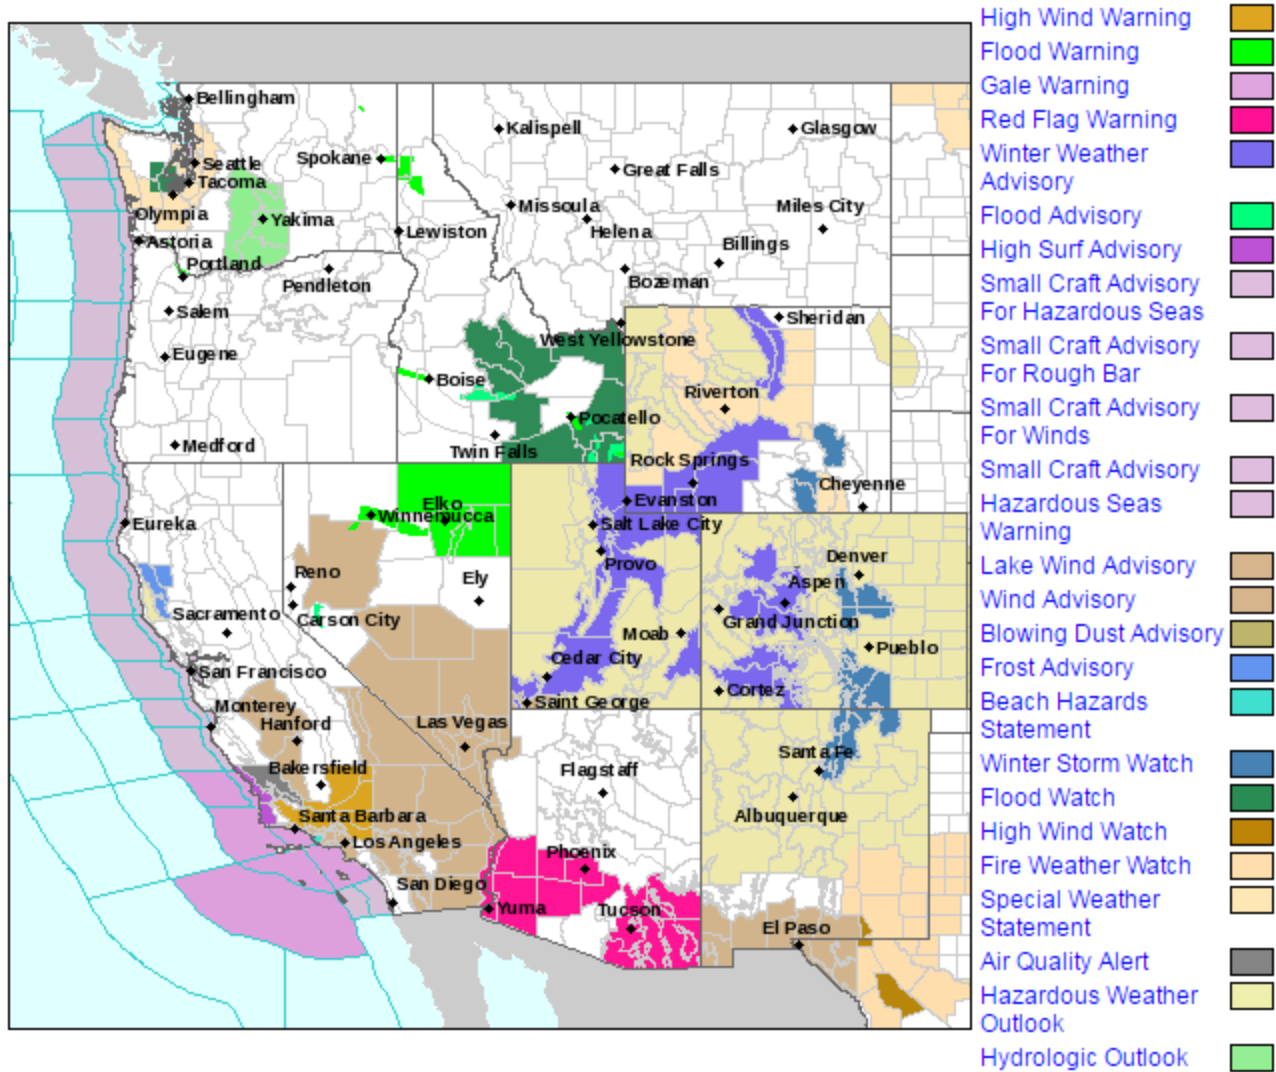 Bellingham
Kalispell
Glasgow
Seattle
Spokane
Great Falls
Tacoma
Olympia
Yakima
Missoula
Miles City
Helena
Lewiston
Astoria
Billings
Portland
Pendleton
Bozeman
Salem
Sheridan
West Yellowstone
Eugene
Boise
Riverton
Pocatello
Medford
Twin Falls
Rock Springs
Cheyenne
Evanston
Elko
Winnemucca
Eureka
Salt Lake City
Denver
Provo
Reno
Ely
Aspen
Sacramento
Carson City
Grand Junction
Moab
Pueblo
Cedar City
San Francisco
Cortez
Saint George
Monterey
Hanford
Las Vegas
Santa Fe
Bakersfield
Flagstaff
Albuquerque
Santa Barbara
Los Angeles
Phoenix
San Diego
Yuma
Tucson
El Paso
High Wind Warning
Flood Warning
Gale Warning
Red Flag Warning
Winter Weather
Advisory
Flood Advisory
High Surf Advisory
Small Craft Advisory
For Hazardous Seas
Small Craft Advisory
For Rough Bar
Small Craft Advisory
For Winds
Small Craft Advisory
Hazardous Seas
Warning
Lake Wind Advisory
Wind Advisory
Blowing Dust Advisory
Frost Advisory
Beach Hazards
Statement
Winter Storm Watch
Flood Watch
High Wind Watch
Fire Weather Watch
Special Weather
Statement
Air Quality Alert
Hazardous Weather
Outlook
Hydrologic Outlook